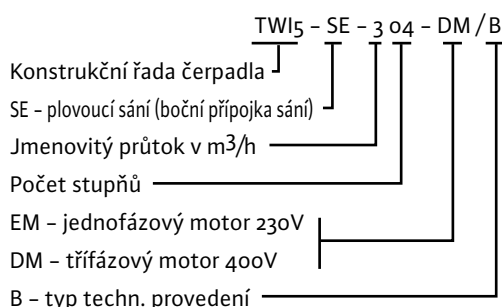 TWI5 – SE – 3 04 – DM / B
Konstrukční řada čerpadla
SE – plovoucí sání (boční přípojka sání)
Jmenovitý průtok v m3/h
Počet stupňů
EM – jednofázový motor 230V
DM – třífázový motor 400V
B – typ techn. provedení